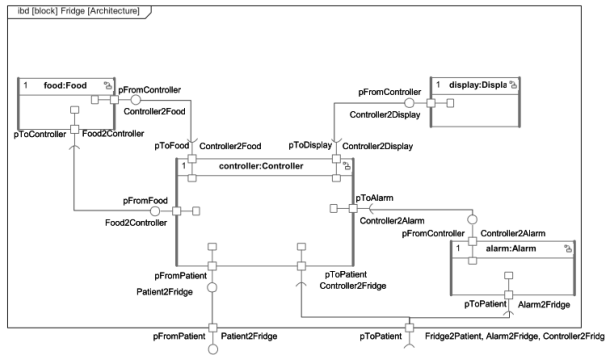 ibd [block] Fridge [Architecture]
1 food:Food
pFromController
Controller2Food
pToController Food2Controller
pFromController
1 display:Displa
Controller2Display
pToFood Controller2Food
pToDisplay Controller2Display
1 controller:Controller
pFromFood
Food2Controller
pToAlarm
Controller2Alarm
pFromController Controller2Alarm
1 alarm:Alarm
pFromPatient
Patient2Fridge
pToPatient
Controller2Fridge
pToPatient Alarm2Fridge
pFromPatient Patient2Fridge
pToPatient Fridge2Patient, Alarm2Fridge, Controller2Fridg